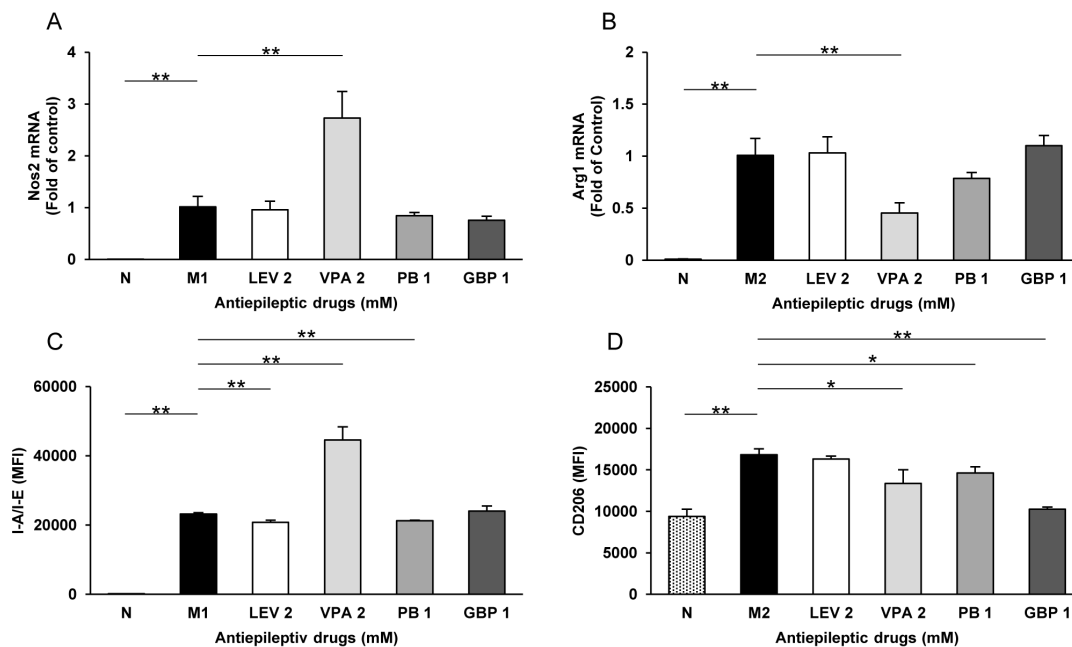 A
**
**
4
3
2
1
0
Nos2 mRNA
(Fold of control)
N M1 LEV 2 VPA 2 PB 1 GBP 1
Antiepileptic drugs (mM)
B
**
**
2
1.5
1
0.5
0
Arg1 mRNA
(Fold of Control)
N M2 LEV 2 VPA 2 PB 1 GBP 1
Antiepileptic drugs (mM)
C
**
**
**
**
60000
40000
20000
0
I-A/I-E (MFI)
N M1 LEV 2 VPA 2 PB 1 GBP 1
Antiepileptiv drugs (mM)
D
**
*
*
**
25000
20000
15000
10000
5000
0
CD206 (MFI)
N M2 LEV 2 VPA 2 PB 1 GBP 1
Antiepileptic drugs (mM)